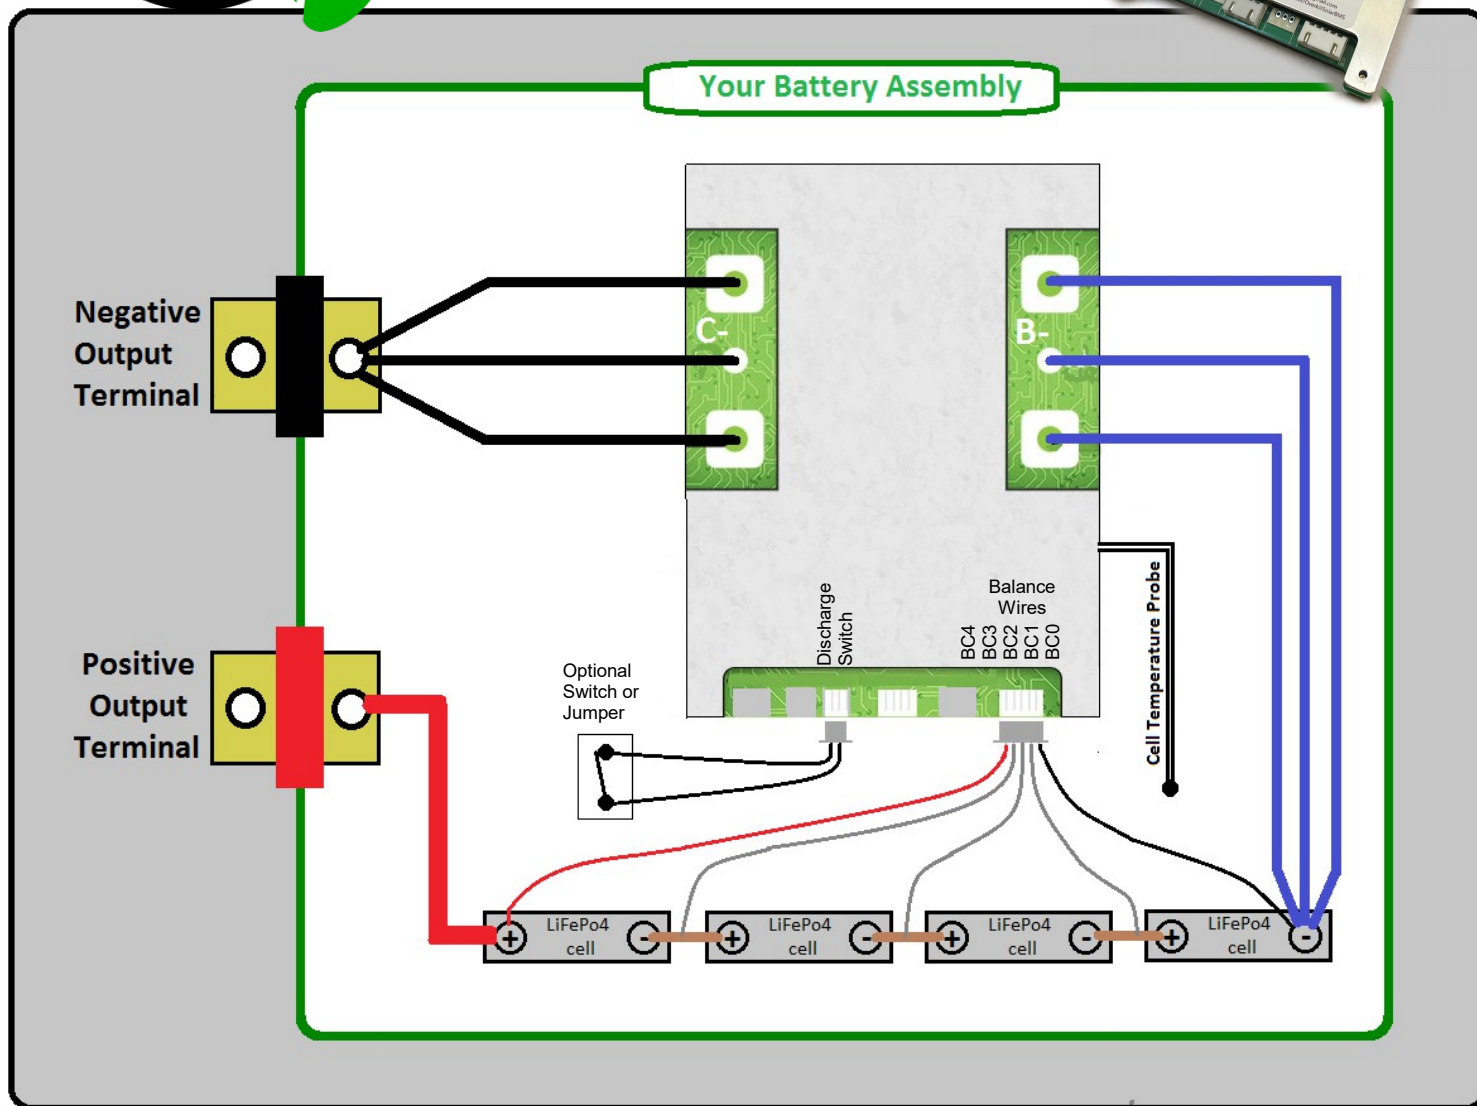 Your Battery Assembly
C-
B-
Negative
Output
Terminal
Positive
Output
Terminal
Optional
Switch or
Jumper
Discharge
Switch
Balance
Wires
BC4
BC3
BC2
BC1
BC0
Cell Temperature Probe
+
LiFePo4
cell
-
+
LiFePo4
cell
-
+
LiFePo4
cell
-
+
LiFePo4
cell
-